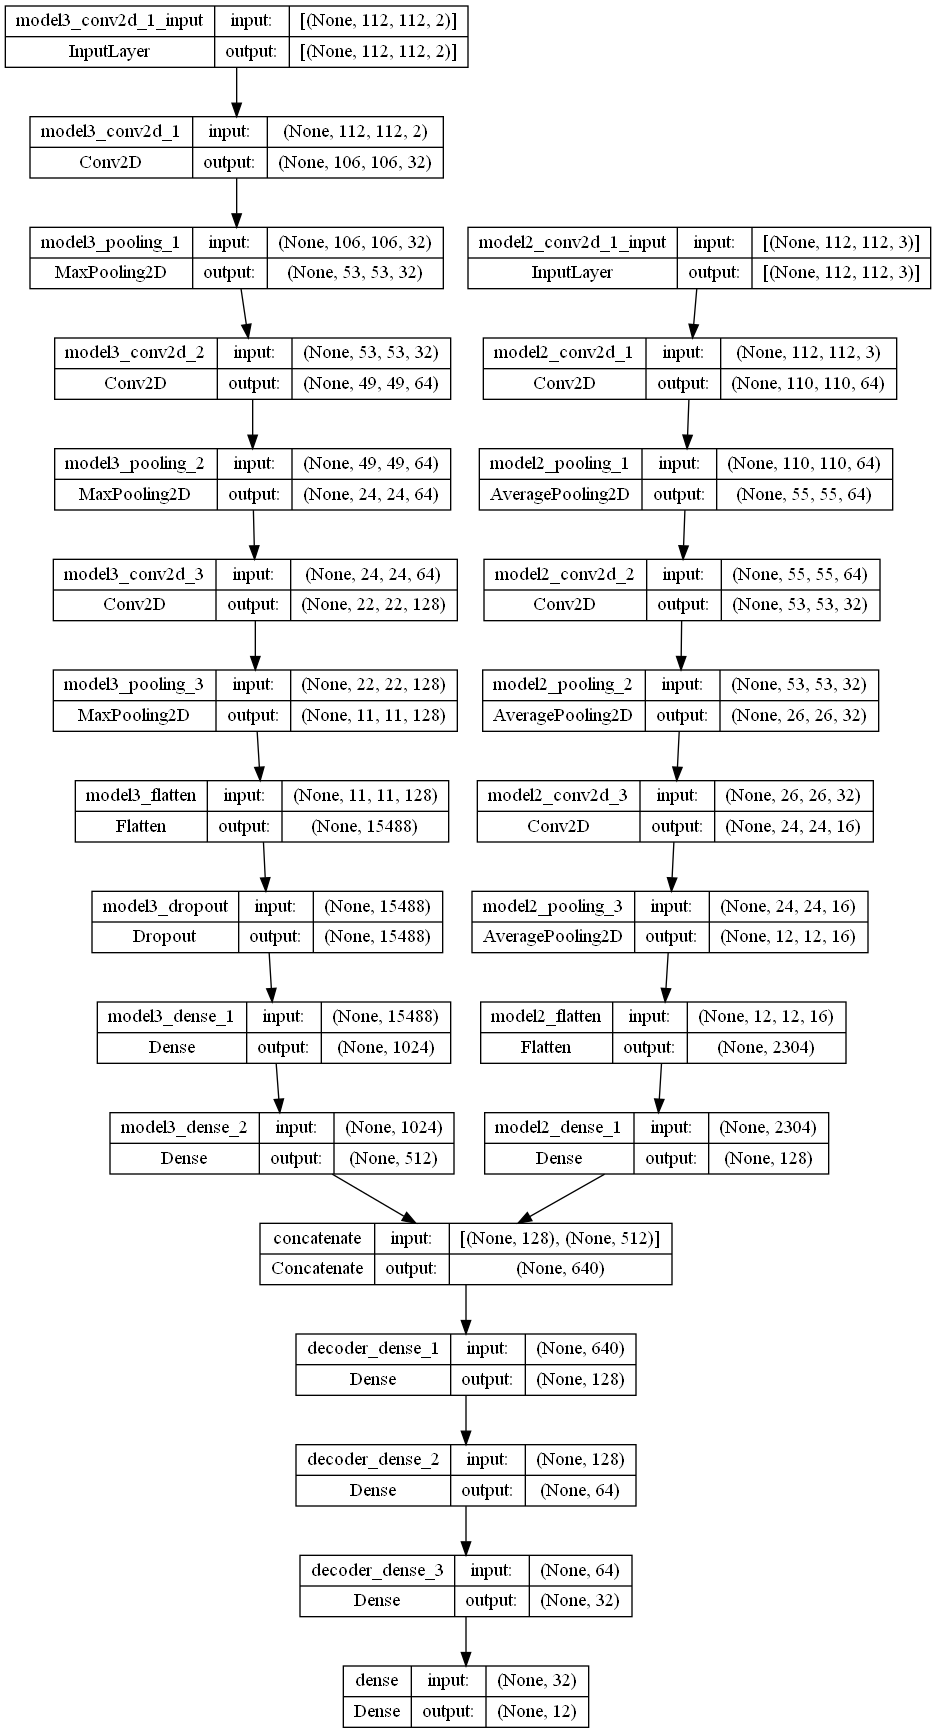 model3_conv2d_1_input input: [(None, 112, 112, 2)]
InputLayer output: [(None, 112, 112, 2)]
model3_conv2d_1 input: (None, 112, 112, 2)
Conv2D output: (None, 106, 106, 32)
model3_pooling_1 input: (None, 106, 106, 32)
MaxPooling2D output: (None, 53, 53, 32)
model3_conv2d_2 input: (None, 53, 53, 32)
Conv2D output: (None, 49, 49, 64)
model3_pooling_2 input: (None, 49, 49, 64)
MaxPooling2D output: (None, 24, 24, 64)
model3_conv2d_3 input: (None, 24, 24, 64)
Conv2D output: (None, 22, 22, 128)
model3_pooling_3 input: (None, 22, 22, 128)
MaxPooling2D output: (None, 11, 11, 128)
model3_flatten input: (None, 11, 11, 128)
Flatten output: (None, 15488)
model3_dropout input: (None, 15488)
Dropout output: (None, 15488)
model3_dense_1 input: (None, 15488)
Dense output: (None, 1024)
model3_dense_2 input: (None, 1024)
Dense output: (None, 512)
model2_conv2d_1_input input: [(None, 112, 112, 3)]
InputLayer output: [(None, 112, 112, 3)]
model2_conv2d_1 input: (None, 112, 112, 3)
Conv2D output: (None, 110, 110, 64)
model2_pooling_1 input: (None, 110, 110, 64)
AveragePooling2D output: (None, 55, 55, 64)
model2_conv2d_2 input: (None, 55, 55, 64)
Conv2D output: (None, 53, 53, 32)
model2_pooling_2 input: (None, 53, 53, 32)
AveragePooling2D output: (None, 26, 26, 32)
model2_conv2d_3 input: (None, 26, 26, 32)
Conv2D output: (None, 24, 24, 16)
model2_pooling_3 input: (None, 24, 24, 16)
AveragePooling2D output: (None, 12, 12, 16)
model2_flatten input: (None, 12, 12, 16)
Flatten output: (None, 2304)
model2_dense_1 input: (None, 2304)
Dense output: (None, 128)
concatenate input: [(None, 128), (None, 512)]
Concatenate output: (None, 640)
decoder_dense_1 input: (None, 640)
Dense output: (None, 128)
decoder_dense_2 input: (None, 128)
Dense output: (None, 64)
decoder_dense_3 input: (None, 64)
Dense output: (None, 32)
dense input: (None, 32)
Dense output: (None, 12)